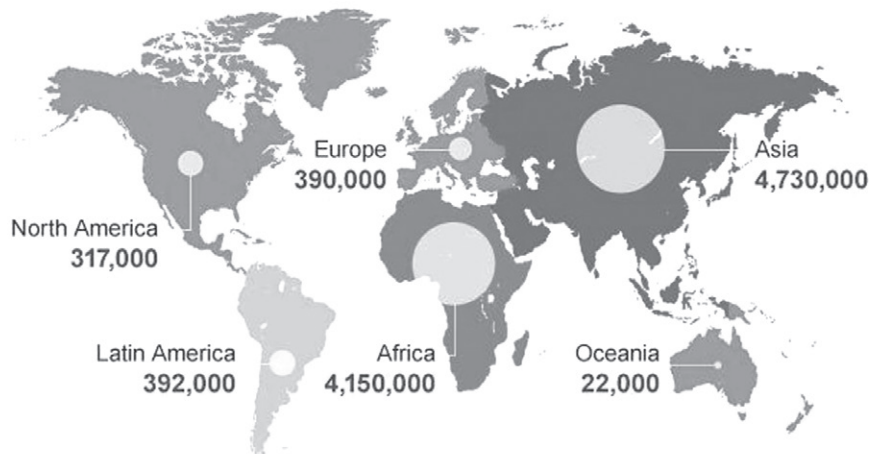 Europe
390,000
Asia
4,730,000
North America
317,000
Latin America
392,000
Africa
4,150,000
Oceania
22,000